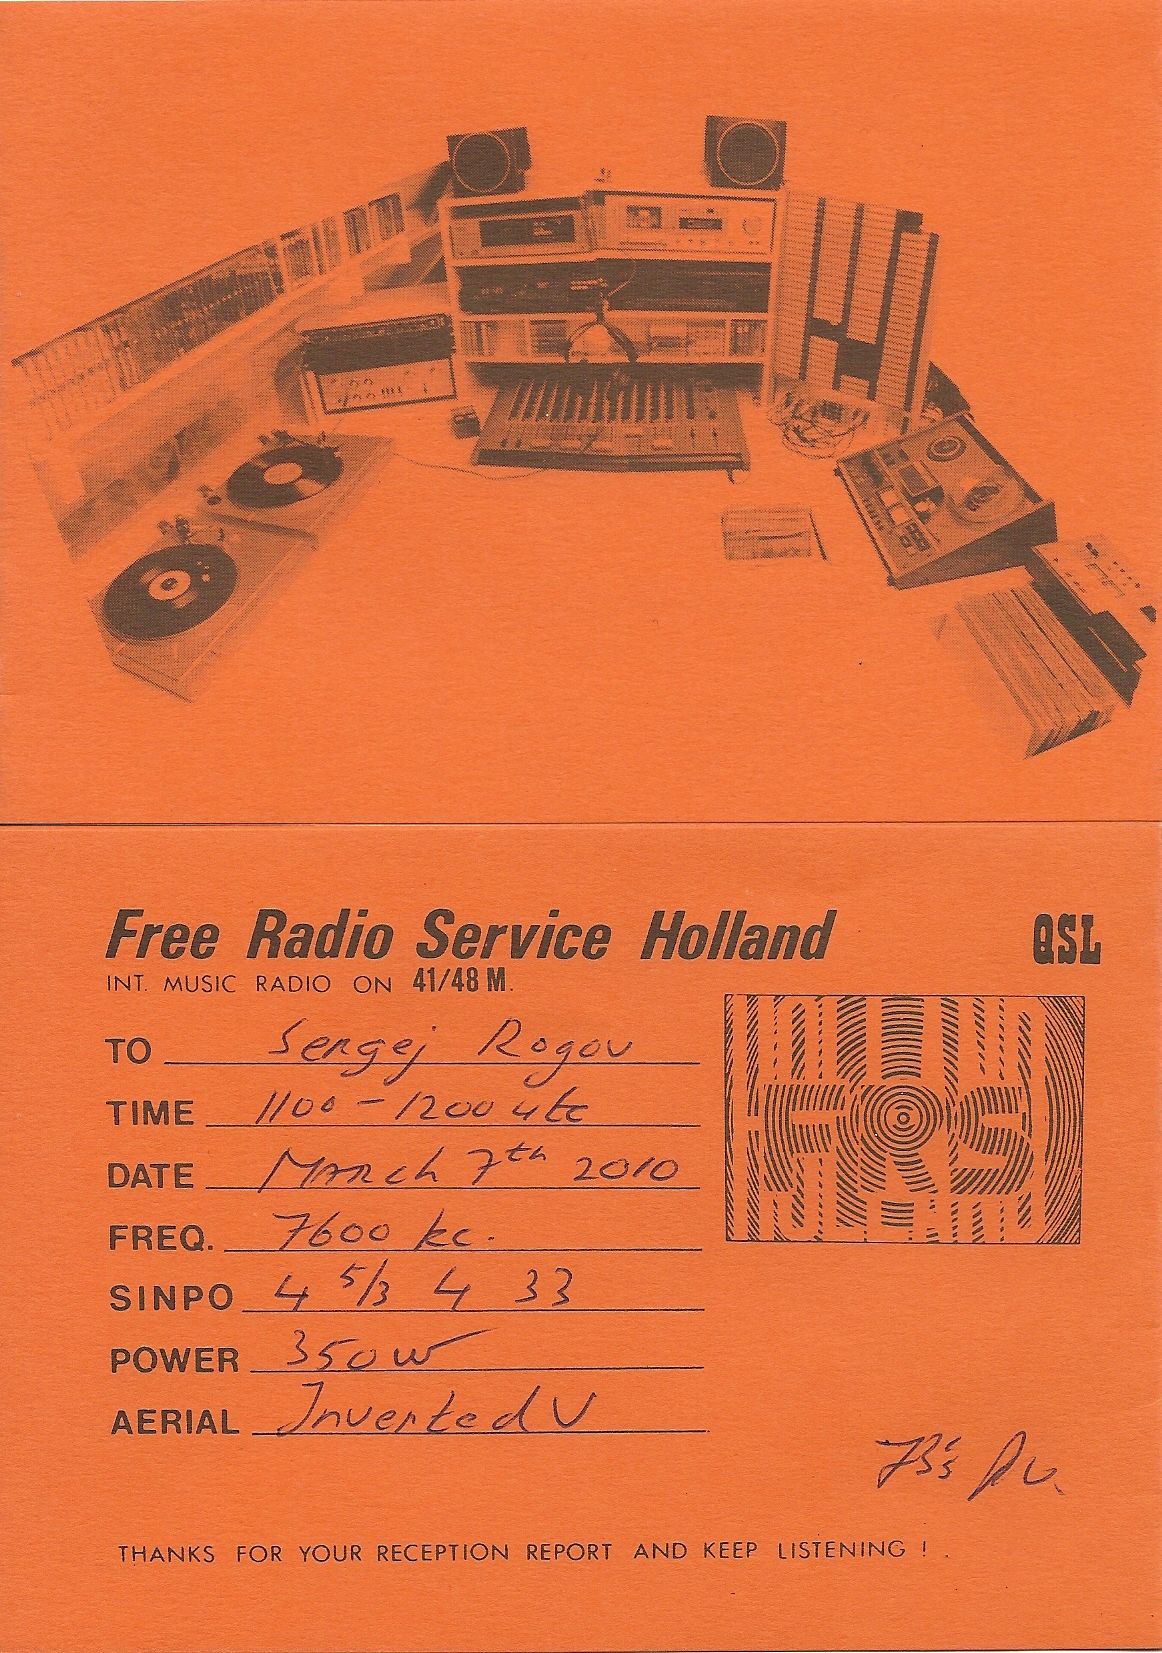 Free Radio Service Holland QSL
INT. MUSIC RADIO ON 41/48 M.
FRS
TO Sergej Rogov
TIME 1100 - 1200 utc
DATE MARch 7th 2010
FREQ. 7600 kc.
SINPO 4 5/3 4 33
POWER 350W
AERIAL Inverted V
73's
THANKS FOR YOUR RECEPTION REPORT AND KEEP LISTENING !